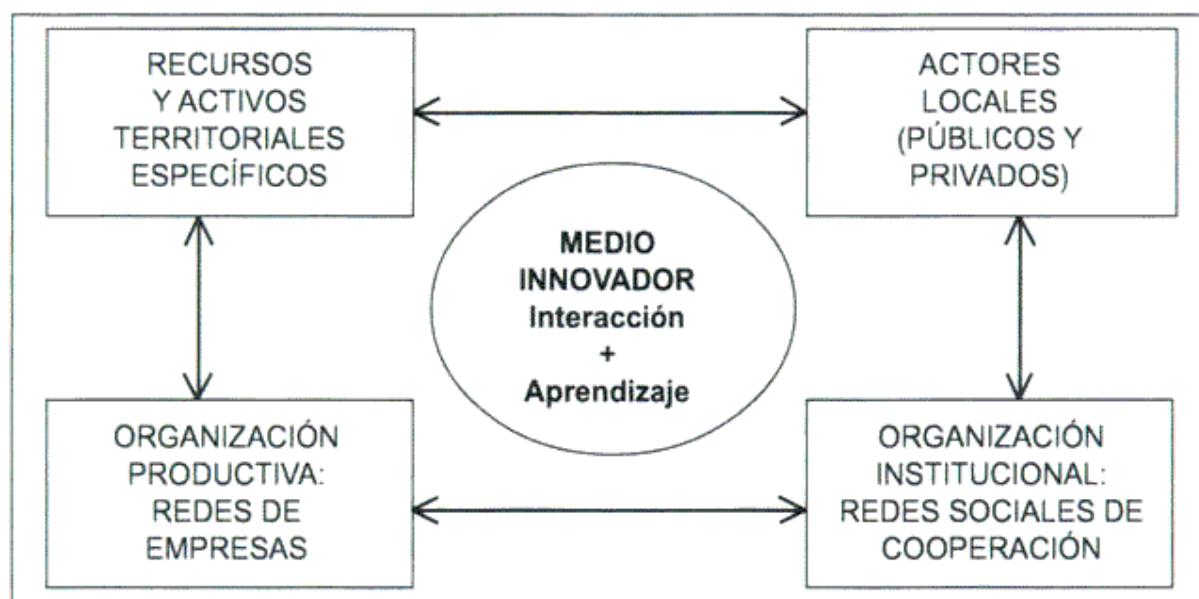 RECURSOS
Y ACTIVOS
TERRITORIALES
ESPECÍFICOS
ACTORES
LOCALES
(PÚBLICOS Y
PRIVADOS)
MEDIO
INNOVADOR
Interacción
+
Aprendizaje
ORGANIZACIÓN
PRODUCTIVA:
REDES DE
EMPRESAS
ORGANIZACIÓN
INSTITUCIONAL:
REDES SOCIALES DE
COOPERACIÓN